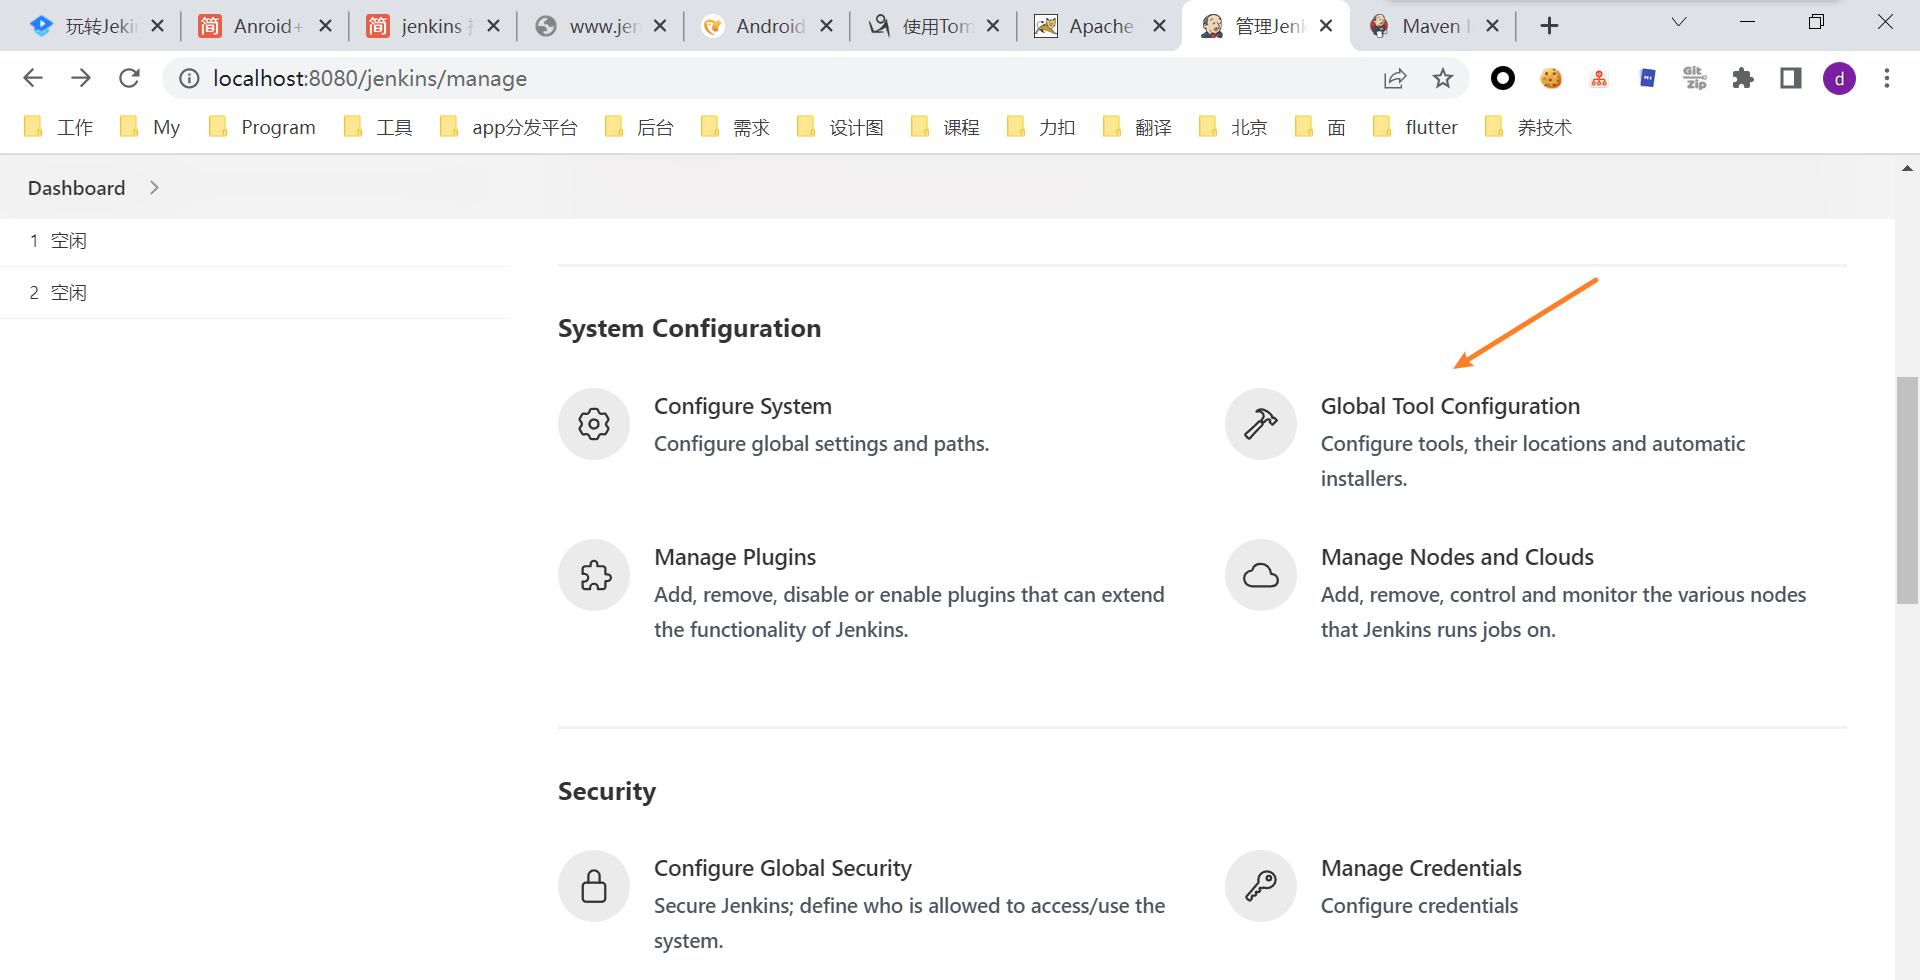 玩转Jeki
Anroid+
jenkins
www.jen
Android
使用Tom
Apache
管理Jenk
Maven
localhost:8080/jenkins/manage
Git Zip
d
工作
My
Program
工具
app分发平台
后台
需求
设计图
课程
力扣
翻译
北京
面
flutter
养技术
Dashboard
1 空闲
2 空闲
System Configuration
Configure System
Configure global settings and paths.
Global Tool Configuration
Configure tools, their locations and automatic
installers.
Manage Plugins
Add, remove, disable or enable plugins that can extend
the functionality of Jenkins.
Manage Nodes and Clouds
Add, remove, control and monitor the various nodes
that Jenkins runs jobs on.
Security
Configure Global Security
Secure Jenkins; define who is allowed to access/use the
system.
Manage Credentials
Configure credentials